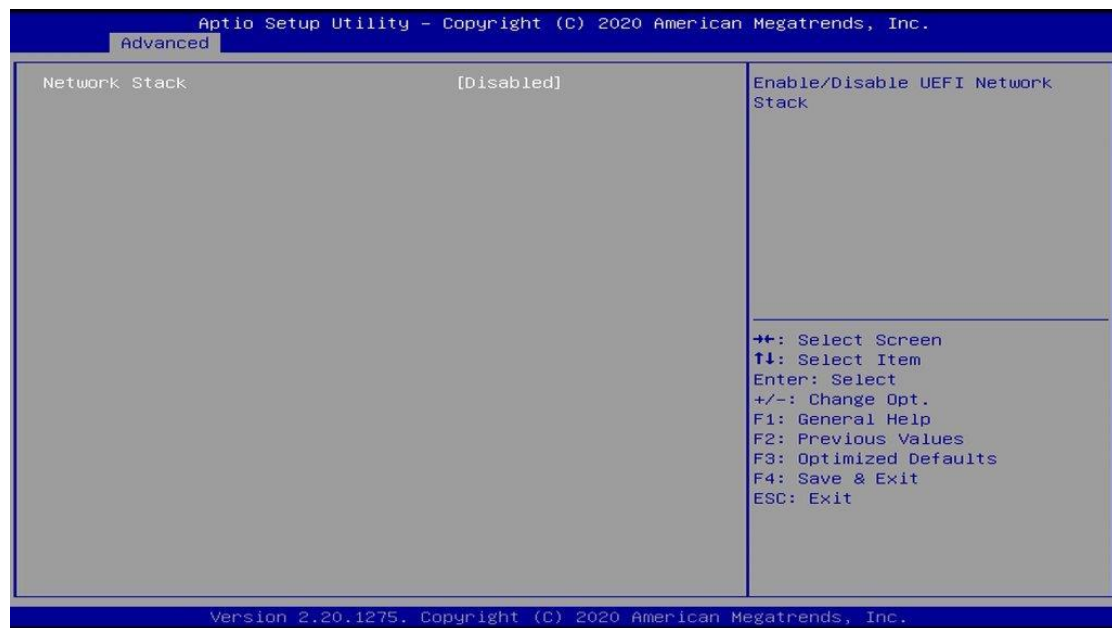 Aptio Setup Utility – Copyright (C) 2020 American Megatrends, Inc.
Advanced
Network Stack [Disabled]
Enable/Disable UEFI Network
Stack
→←: Select Screen
↑↓: Select Item
Enter: Select
+/-: Change Opt.
F1: General Help
F2: Previous Values
F3: Optimized Defaults
F4: Save & Exit
ESC: Exit
Version 2.20.1275. Copyright (C) 2020 American Megatrends, Inc.